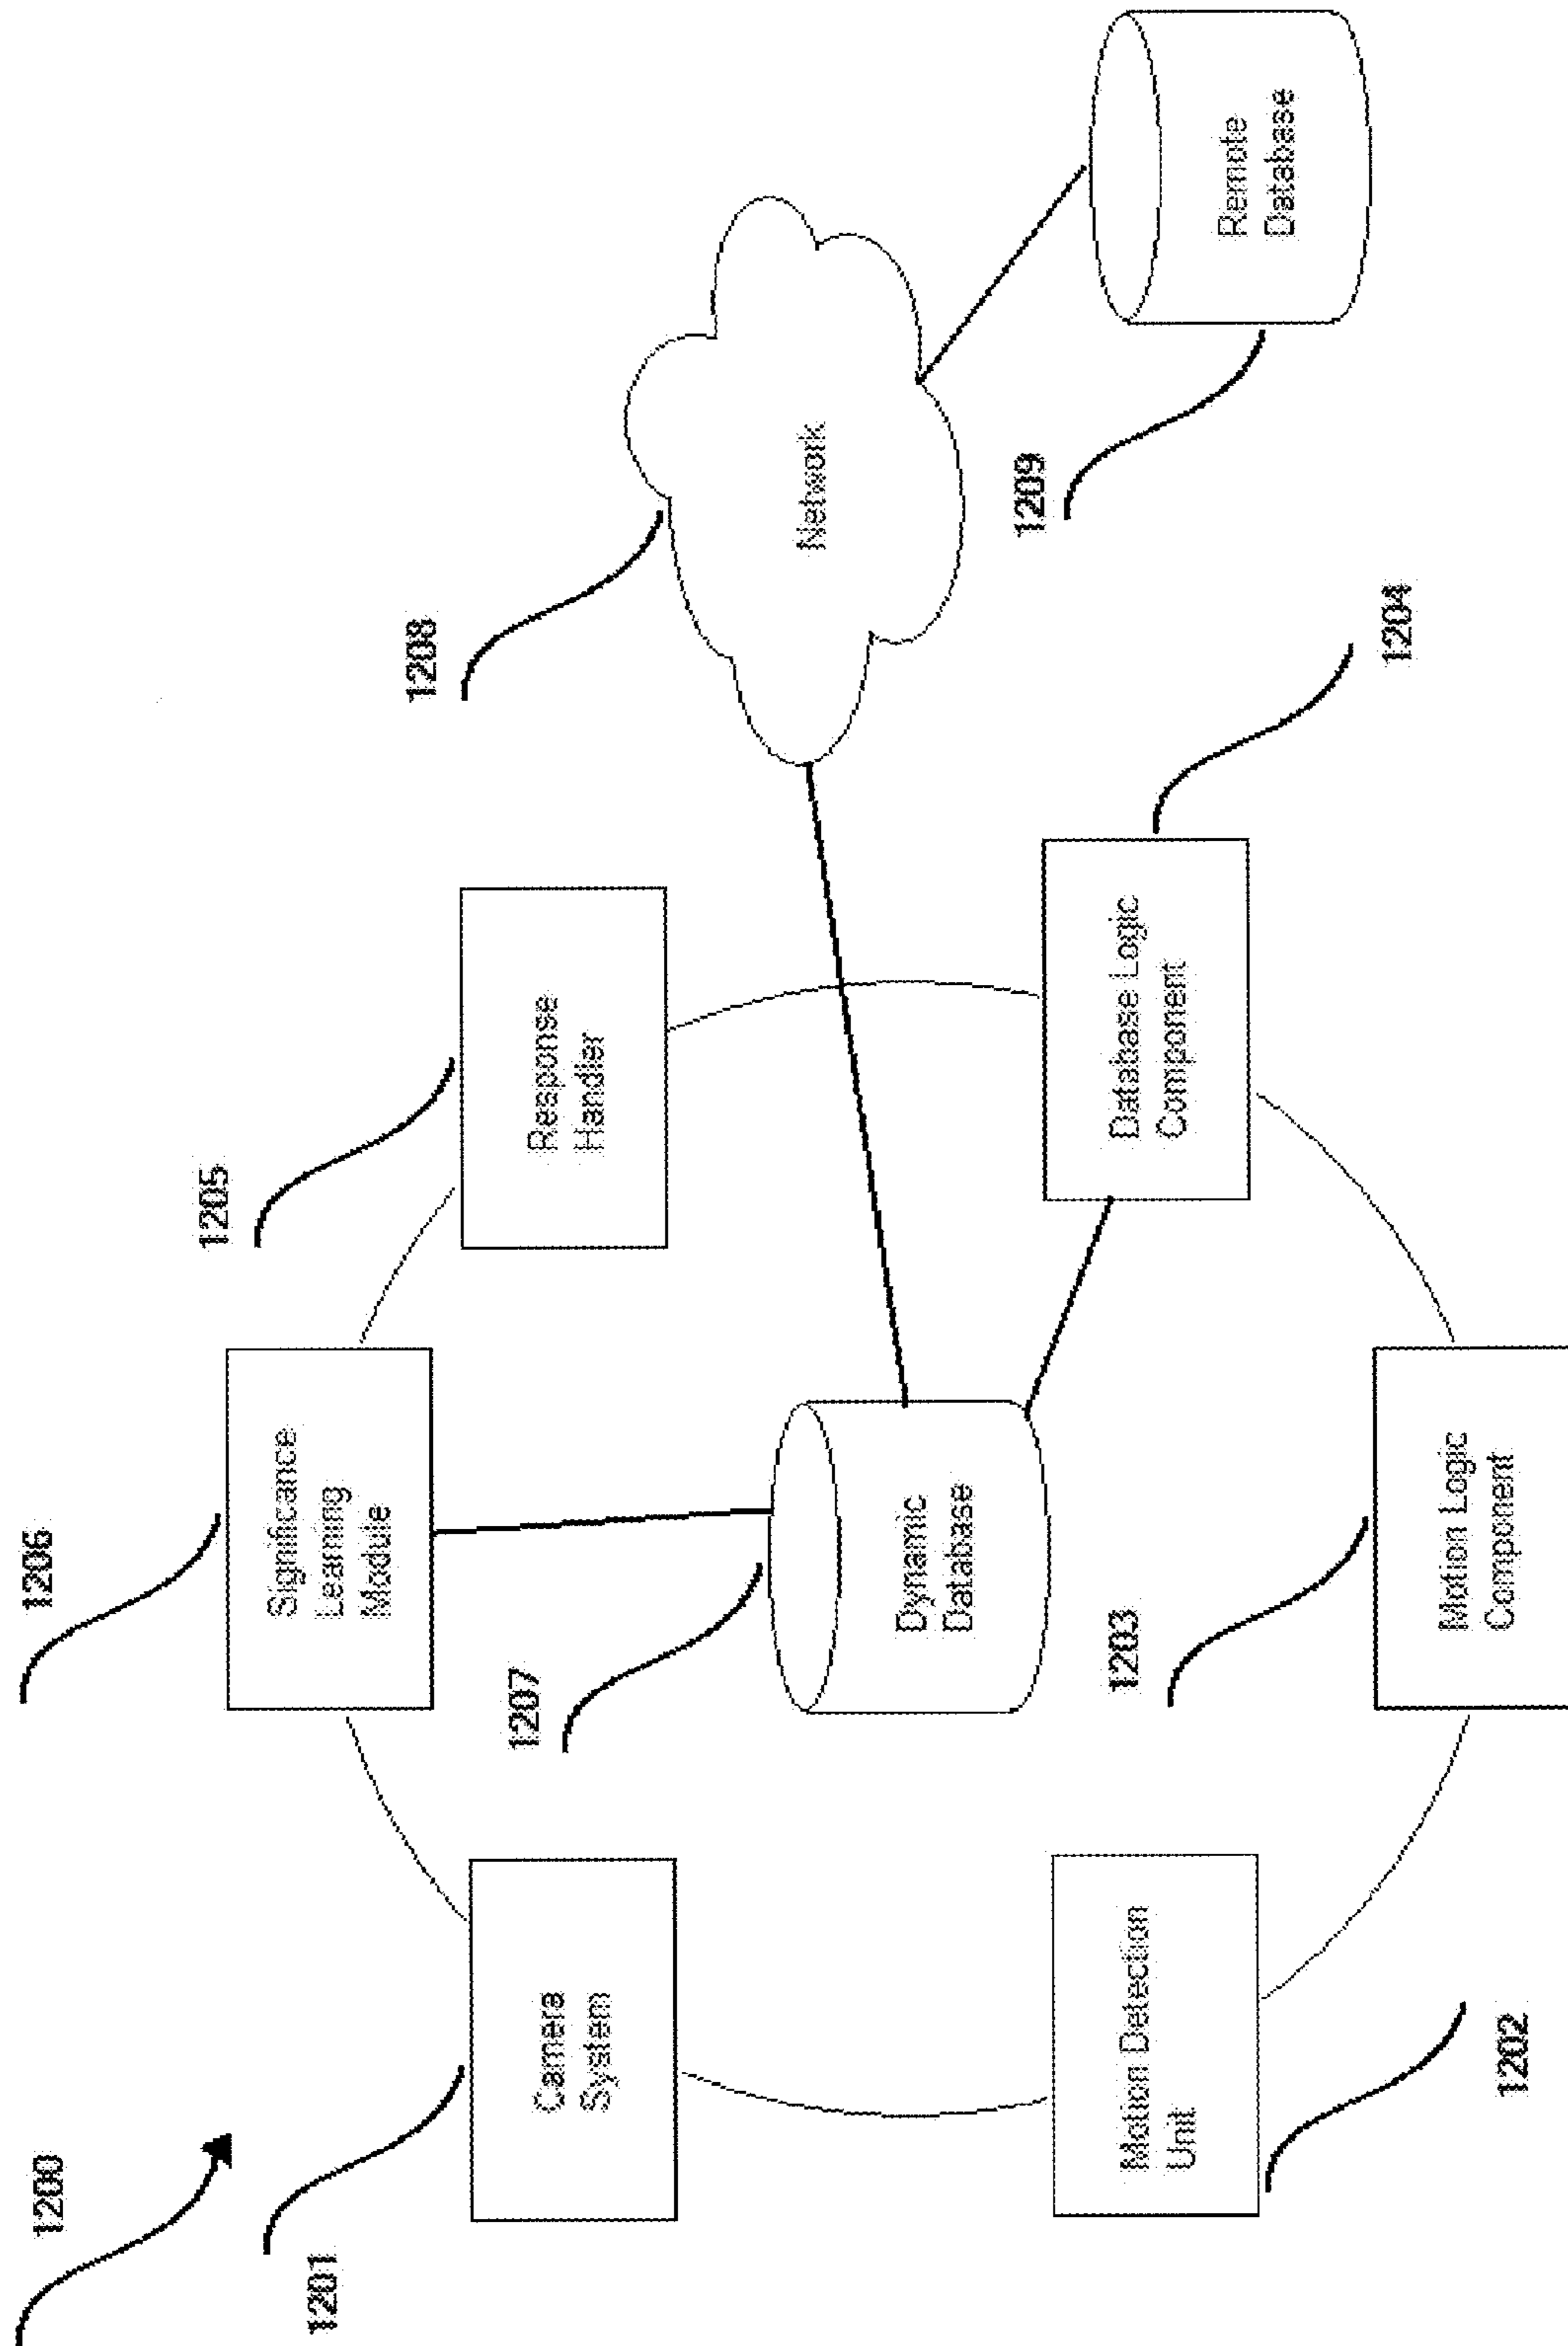 1200
1206
Significance
Learning
Module
1201
Camera
System
1205
Response
Handler
1208
1207
Dynamic
Database
Network
1202
Motion Detection
Unit
1203
Motion Logic
Component
Database Logic
Component
1204
1209
Remote
Database